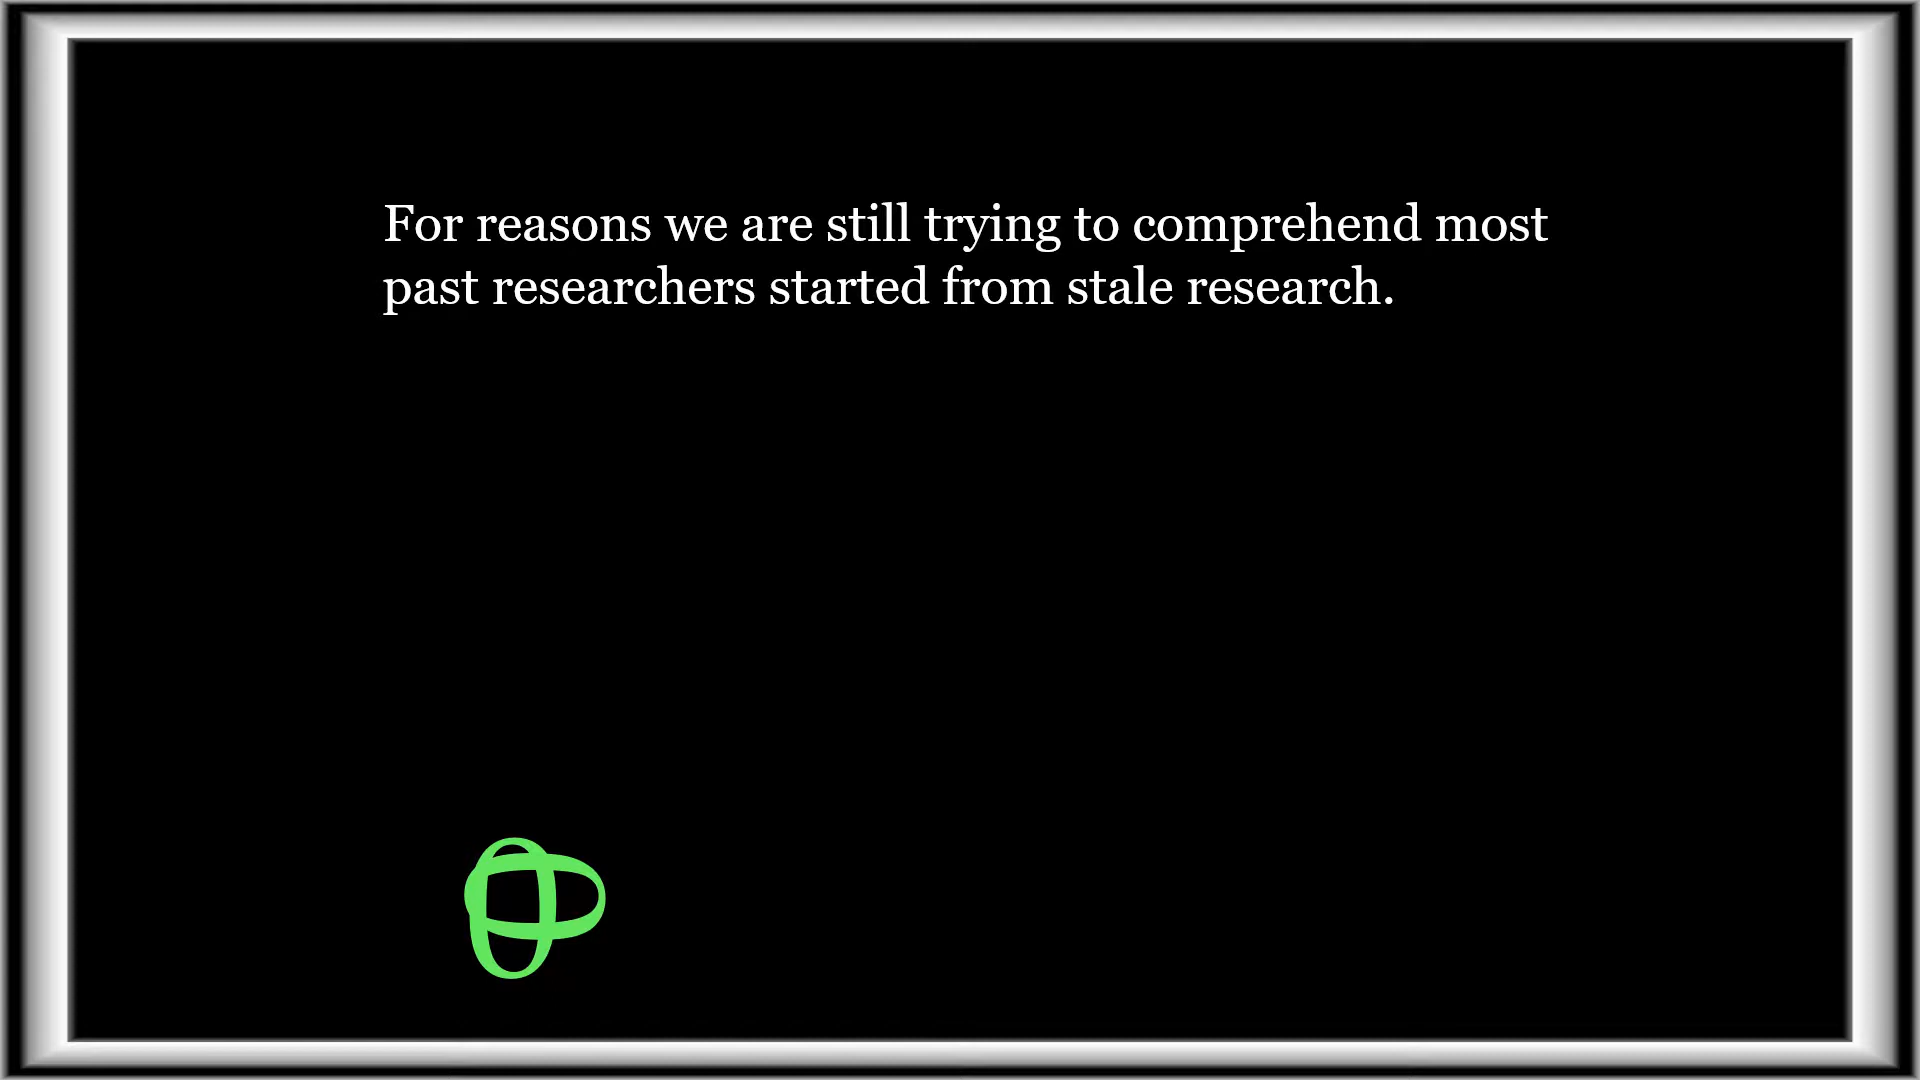 For reasons we are still trying to comprehend most
past researchers started from stale research.